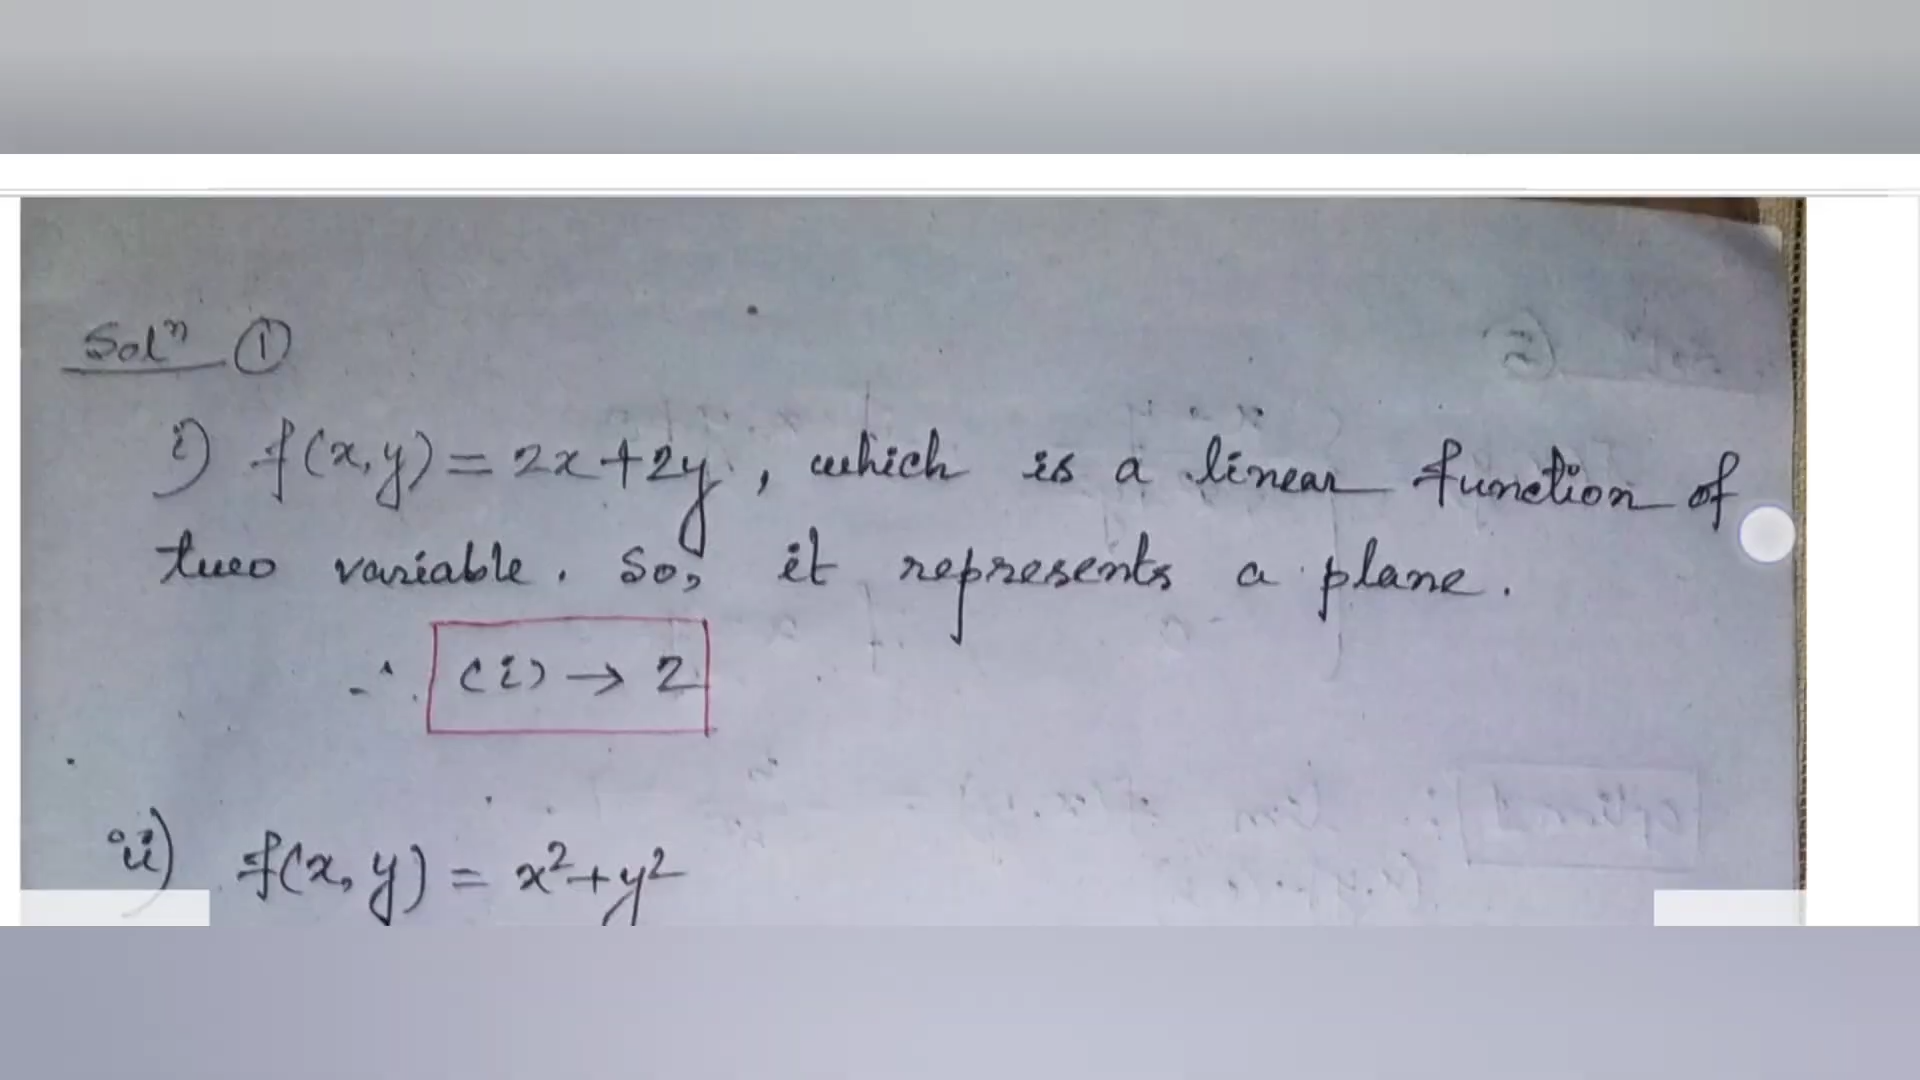 Solⁿ ①
i) f(x,y) = 2x+2y, which is a linear function of
two variable. So, it represents a plane.
∴ (i) → 2
ii) f(x,y) = x²+y²